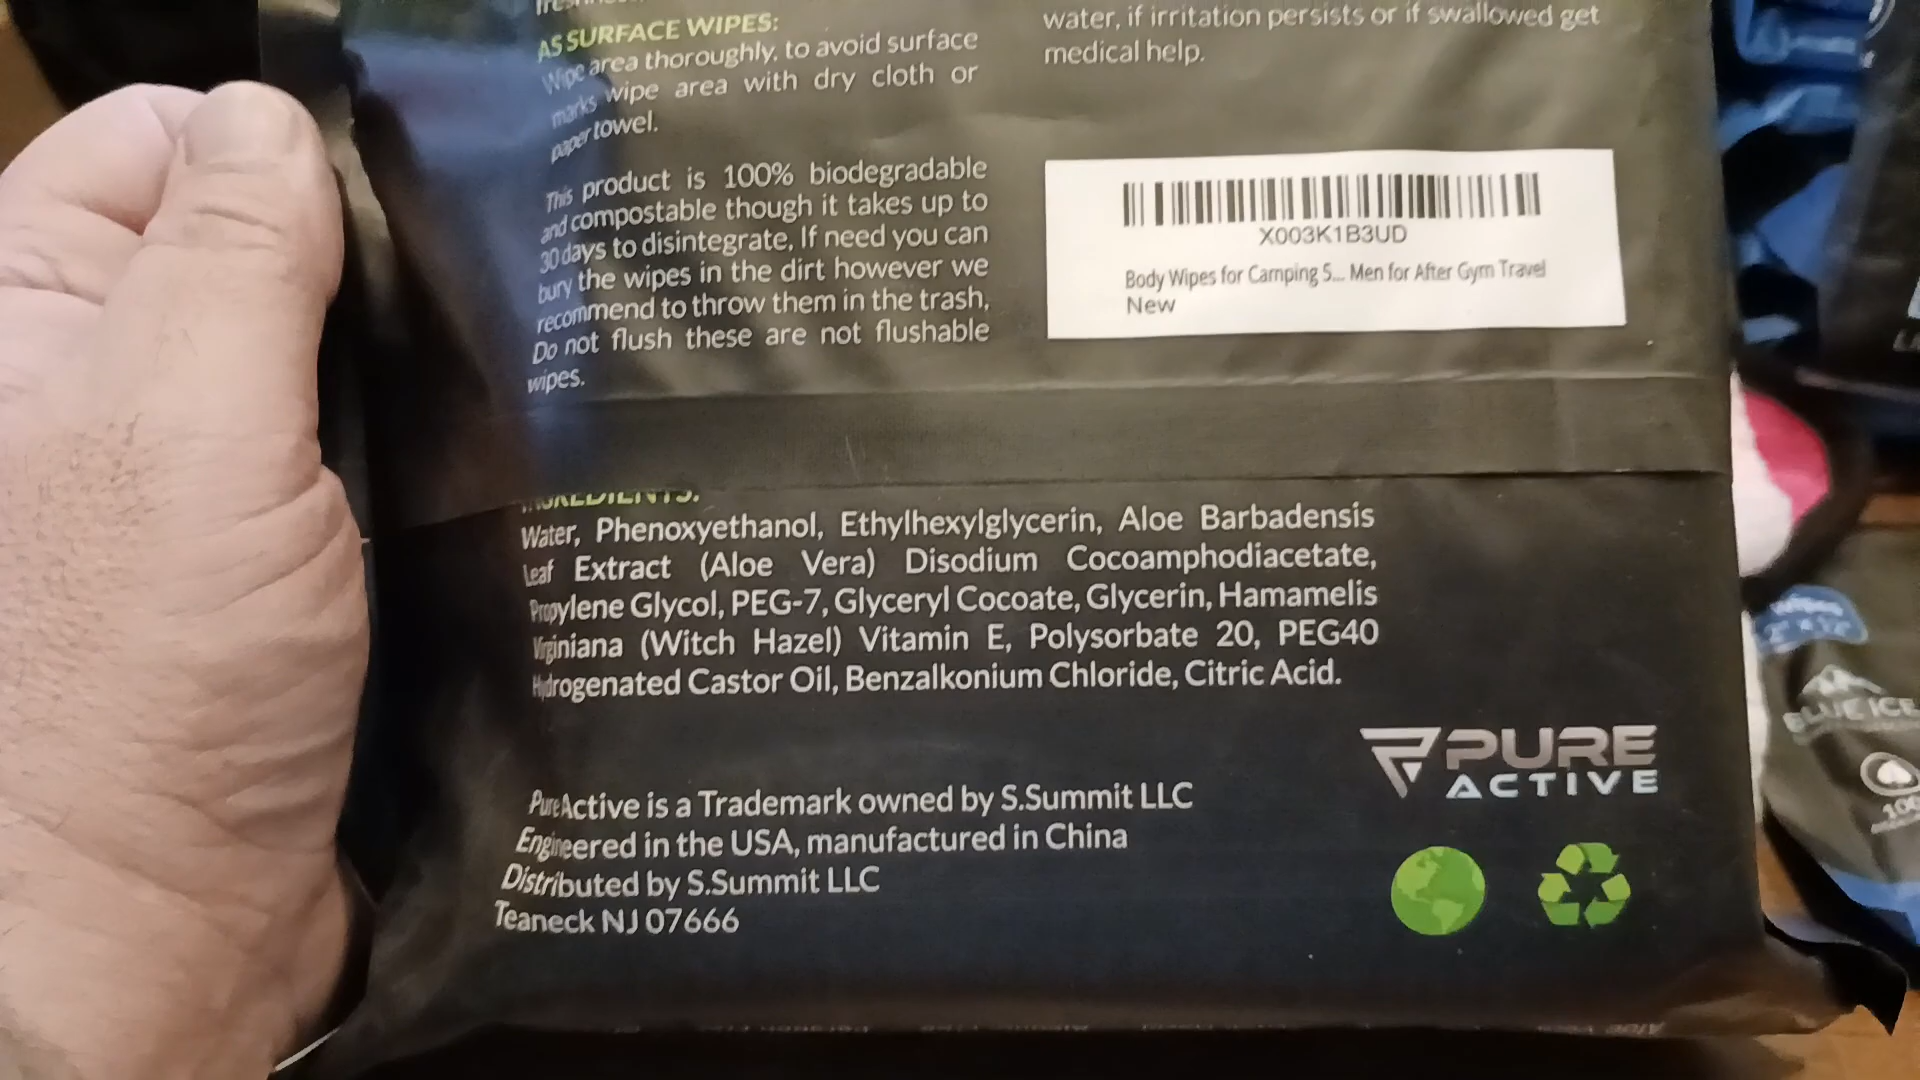 AS SURFACE WIPES:
Wipe area thoroughly, to avoid surface
marks wipe area with dry cloth or
paper towel.
This product is 100% biodegradable
and compostable though it takes up to
30 days to disintegrate, If need you can
bury the wipes in the dirt however we
recommend to throw them in the trash,
Do not flush these are not flushable
wipes.
water, if irritation persists or if swallowed get
medical help.
X003K1B3UD
Body Wipes for Camping S... Men for After Gym Travel
New
INGREDIENTS:
Water, Phenoxyethanol, Ethylhexylglycerin, Aloe Barbadensis
Leaf Extract (Aloe Vera) Disodium Cocoamphodiacetate,
Propylene Glycol, PEG-7, Glyceryl Cocoate, Glycerin, Hamamelis
Virginiana (Witch Hazel) Vitamin E, Polysorbate 20, PEG40
Hydrogenated Castor Oil, Benzalkonium Chloride, Citric Acid.
PureActive is a Trademark owned by S.Summit LLC
Engineered in the USA, manufactured in China
Distributed by S.Summit LLC
Teaneck NJ 07666
PURE
ACTIVE
BLUE ICE